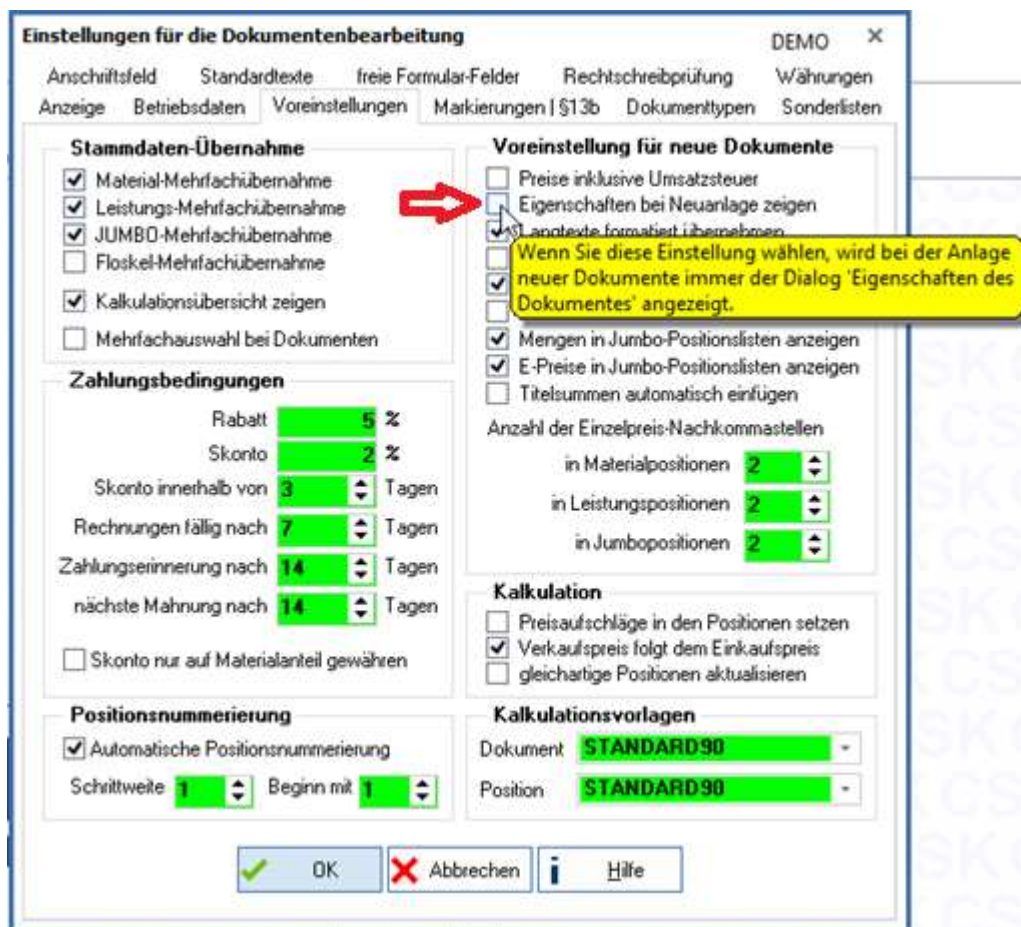 Einstellungen für die Dokumentenbearbeitung DEMO
Anschriftsfeld Standardtexte freie Formular-Felder Rechtschreibprüfung Währungen
Anzeige Betriebsdaten Voreinstellungen Markierungen | §13b Dokumenttypen Sonderlisten
Stammdaten-Übernahme
Material-Mehrfachübernahme
Leistungs-Mehrfachübernahme
JUMBO-Mehrfachübernahme
Floskel-Mehrfachübernahme
Kalkulationsübersicht zeigen
Mehrfachauswahl bei Dokumenten
Zahlungsbedingungen
Rabatt 5 %
Skonto 2 %
Skonto innerhalb von 3 Tagen
Rechnungen fällig nach 7 Tagen
Zahlungserinnerung nach 14 Tagen
nächste Mahnung nach 14 Tagen
Skonto nur auf Materialanteil gewähren
Positionsnummerierung
Automatische Positionsnummerierung
Schrittweite 1 Beginn mit 1
Voreinstellung für neue Dokumente
Preise inklusive Umsatzsteuer
Eigenschaften bei Neuanlage zeigen
Langtexte formatiert übernehmen
Wenn Sie diese Einstellung wählen, wird bei der Anlage
neuer Dokumente immer der Dialog 'Eigenschaften des
Dokumentes' angezeigt.
Mengen in Jumbo-Positionslisten anzeigen
E-Preise in Jumbo-Positionslisten anzeigen
Titelsummen automatisch einfügen
Anzahl der Einzelpreis-Nachkommastellen
in Materialpositionen 2
in Leistungspositionen 2
in Jumbopositionen 2
Kalkulation
Preisaufschläge in den Positionen setzen
Verkaufspreis folgt dem Einkaufspreis
gleichartige Positionen aktualisieren
Kalkulationsvorlagen
Dokument STANDARD90
Position STANDARD90
OK Abbrechen Hilfe